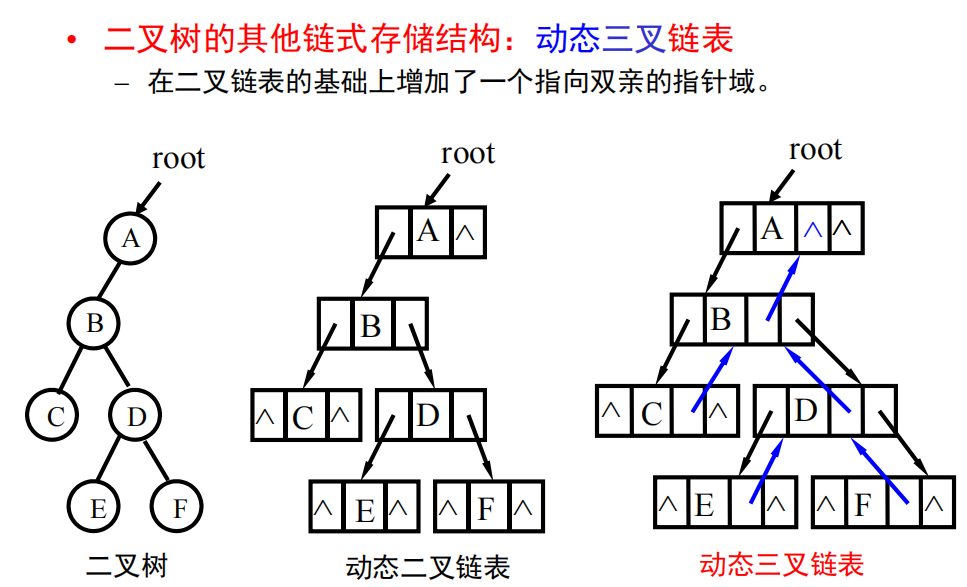 • 二叉树的其他链式存储结构：动态三叉链表
– 在二叉链表的基础上增加了一个指向双亲的指针域。
root
A
B
C D
E F
二叉树
root
A ^
B
^ C ^ D
^ E ^ ^ F ^
动态二叉链表
root
A ^ ^
B
^ C ^ D
^ E ^ ^ F ^
动态三叉链表